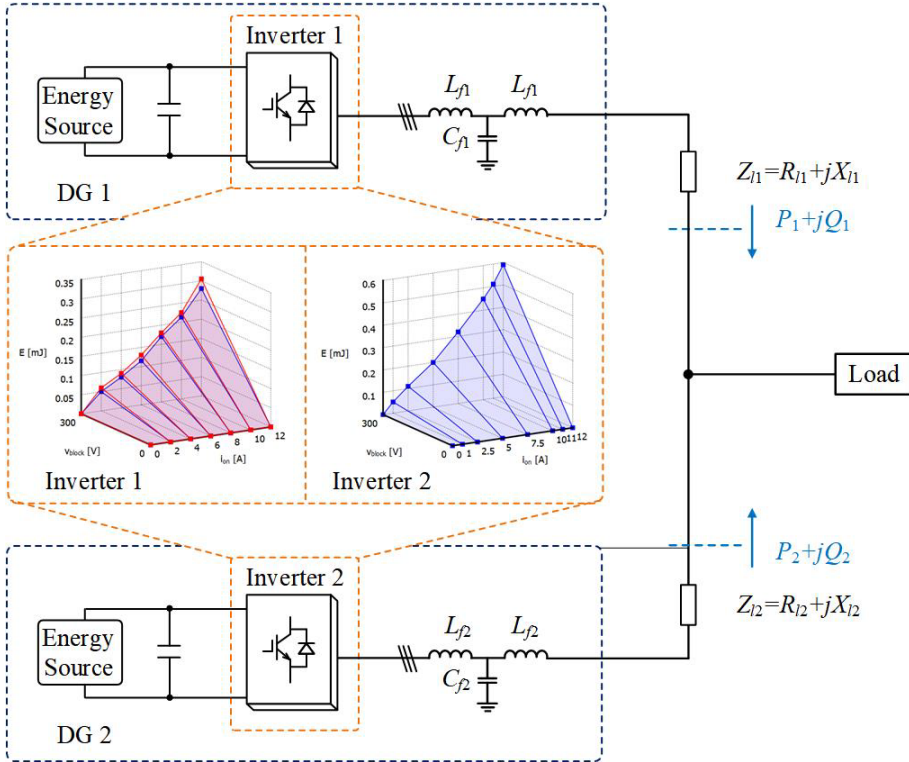 Inverter 1
Energy
Source
L_f1 L_f1
C_f1
DG 1
Z_l1=R_l1+jX_l1
P_1+jQ_1
0.35
0.3
0.25
0.2
0.15
0.1
0.05
E [mJ]
300
v_block [V]
0 0 2 4 6 8 10 12
i_on [A]
Inverter 1
0.6
0.5
0.4
0.3
0.2
0.1
E [mJ]
300
v_block [V]
0 0 1 2.5 5 7.5 10 11 12
i_on [A]
Inverter 2
Load
P_2+jQ_2
Z_l2=R_l2+jX_l2
Inverter 2
Energy
Source
L_f2 L_f2
C_f2
DG 2